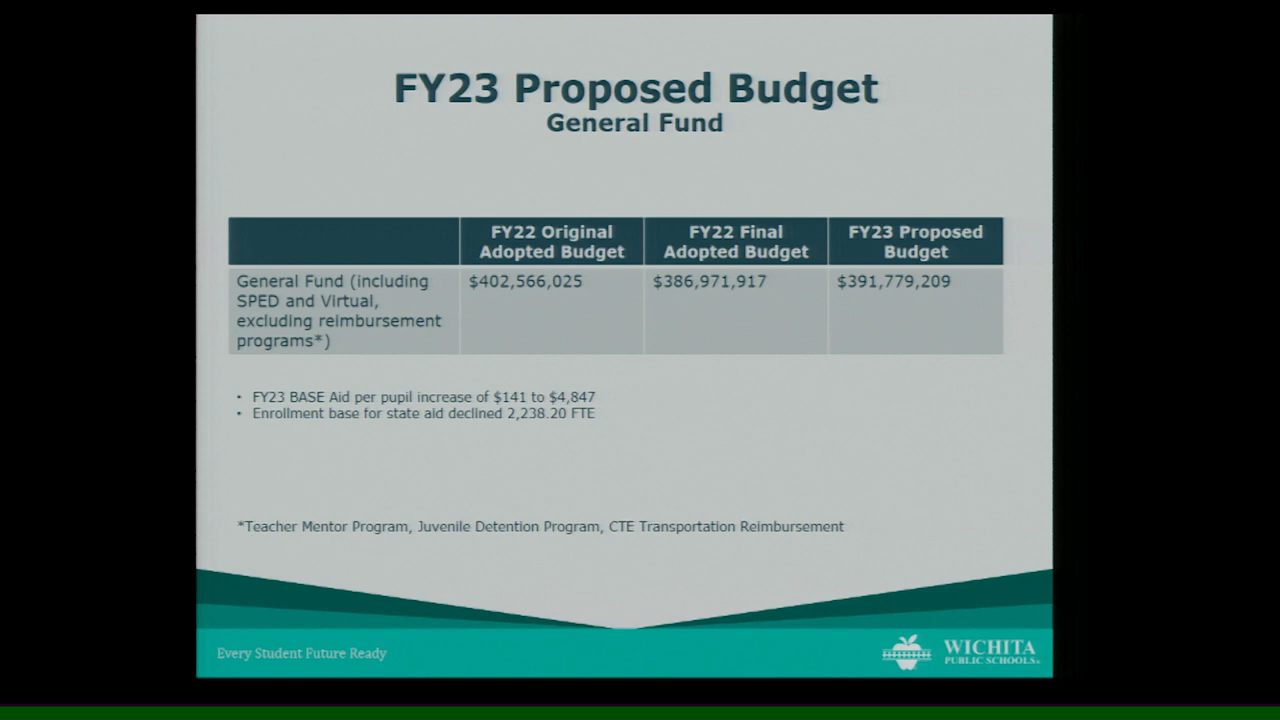 FY23 Proposed Budget
General Fund
FY22 Original
Adopted Budget
FY22 Final
Adopted Budget
FY23 Proposed
Budget
General Fund (including
SPED and Virtual,
excluding reimbursement
programs*)
$402,566,025
$386,971,917
$391,779,209
• FY23 BASE Aid per pupil increase of $141 to $4,847
• Enrollment base for state aid declined 2,238.20 FTE
*Teacher Mentor Program, Juvenile Detention Program, CTE Transportation Reimbursement
Every Student Future Ready
WICHITA
PUBLIC SCHOOLS